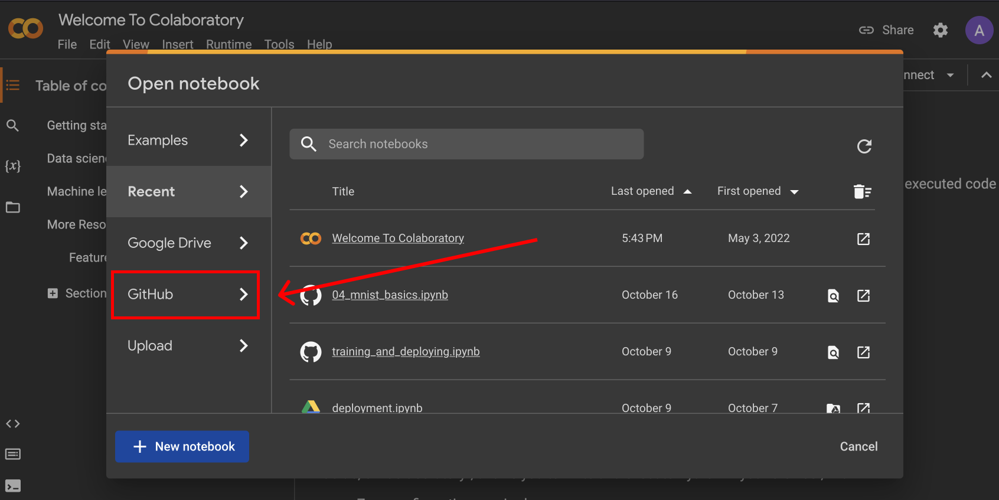 Welcome To Colaboratory
File Edit View Insert Runtime Tools Help
Share
A
Table of co
nnect
Getting sta
Data scien
Machine le
More Reso
Feature
Section
executed code
Open notebook
Examples
Recent
Google Drive
GitHub
Upload
Search notebooks
Title Last opened First opened
Welcome To Colaboratory 5:43 PM May 3, 2022
04_mnist_basics.ipynb October 16 October 13
training_and_deploying.ipynb October 9 October 9
deployment.ipynb October 9 October 7
New notebook
Cancel